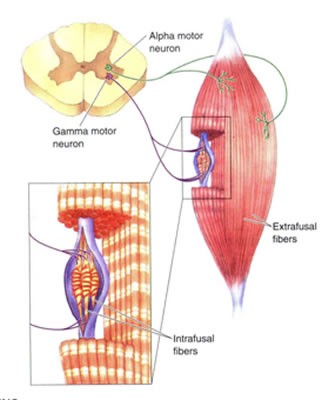 Alpha motor
neuron
Gamma motor
neuron
Extrafusal
fibers
Intrafusal
fibers